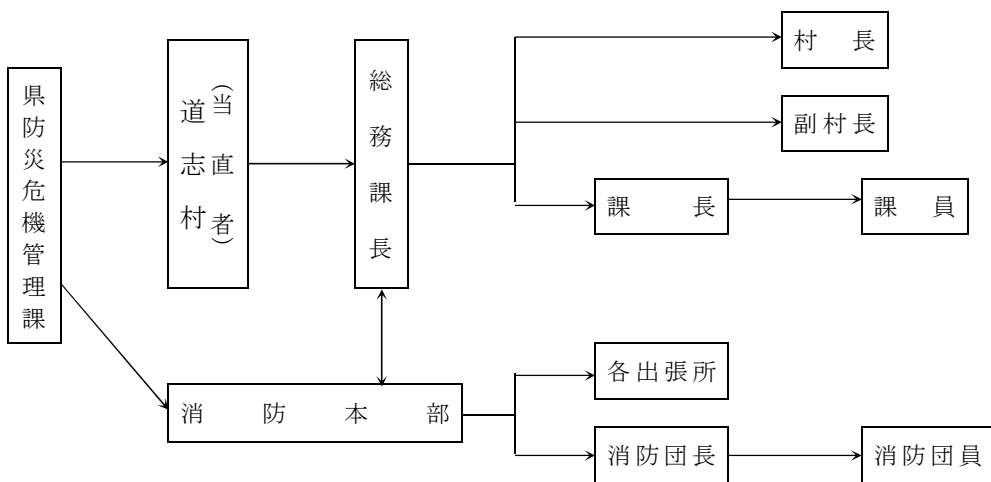 県防災危機管理課
道志村
（当直者）
総務課長
村長
副村長
課長
課員
消防本部
各出張所
消防団長
消防団員